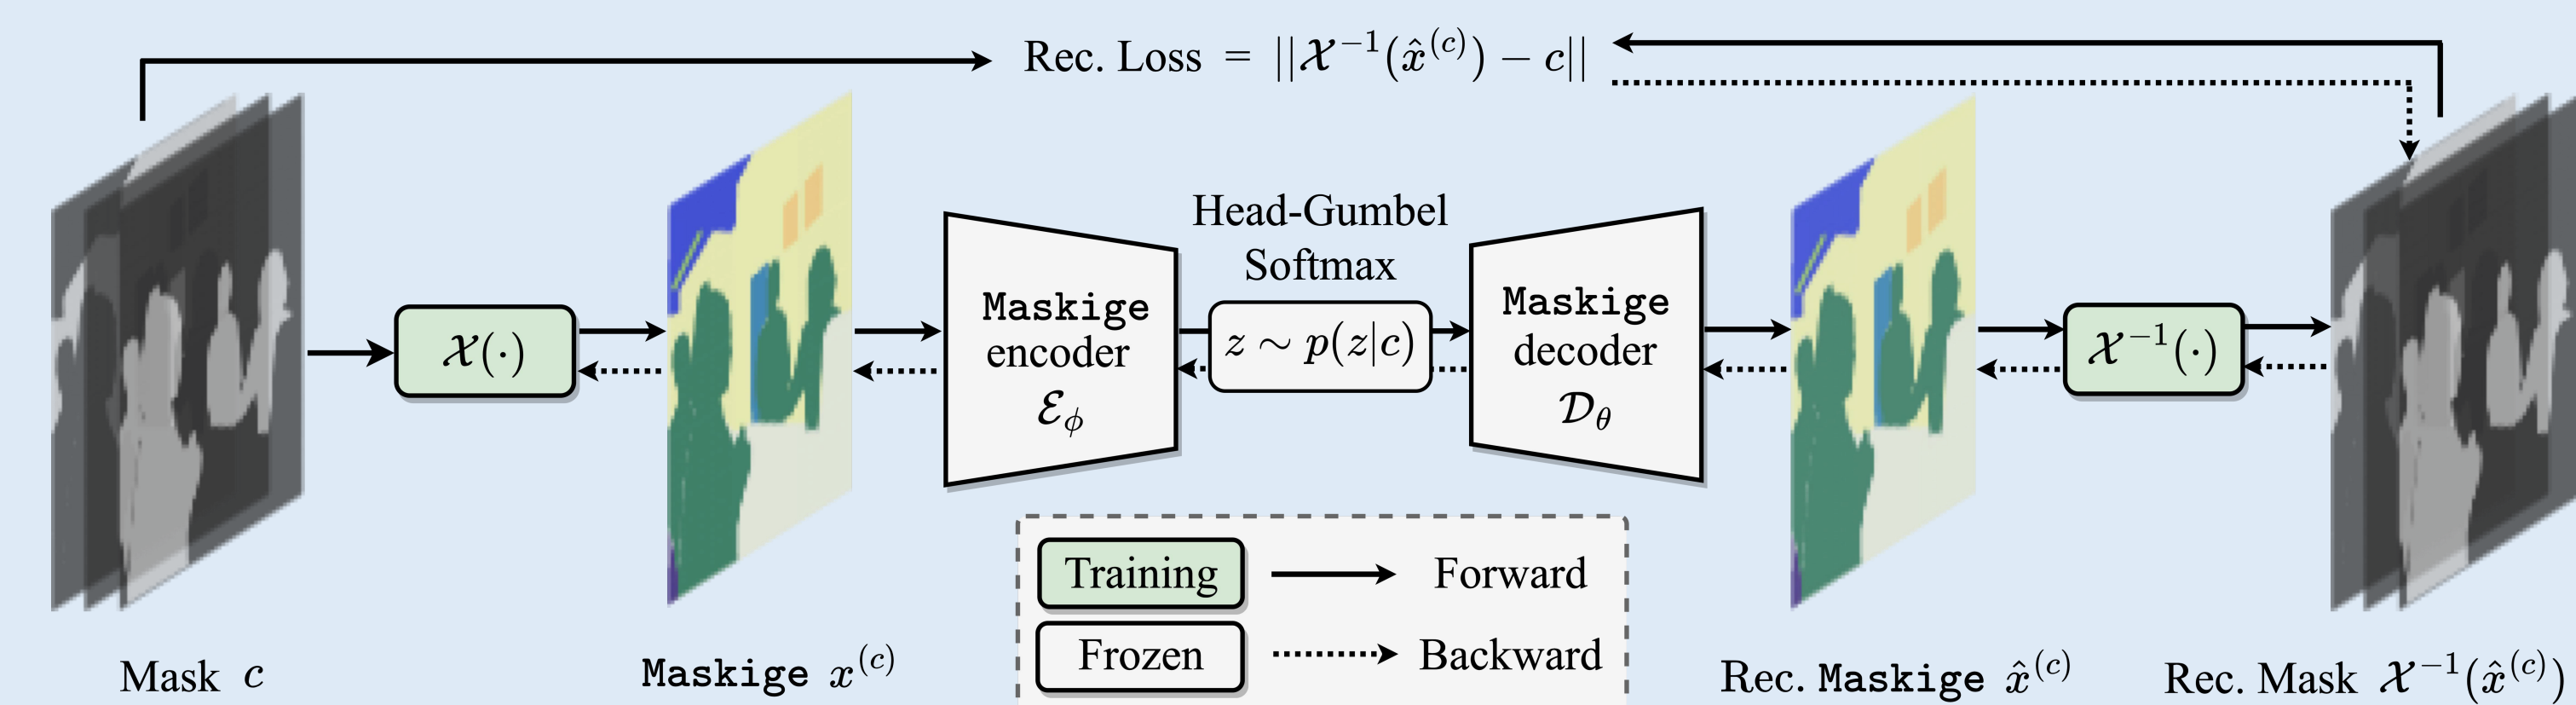 Rec. Loss = ||𝒳⁻¹(x̂⁽ᶜ⁾) − c||
Head-Gumbel
Softmax
𝒳(·)
Maskige
encoder
ℰ_ϕ
z ∼ p(z|c)
Maskige
decoder
𝒟_θ
𝒳⁻¹(·)
Training
Forward
Frozen
Backward
Mask c
Maskige x⁽ᶜ⁾
Rec. Maskige x̂⁽ᶜ⁾
Rec. Mask 𝒳⁻¹(x̂⁽ᶜ⁾)